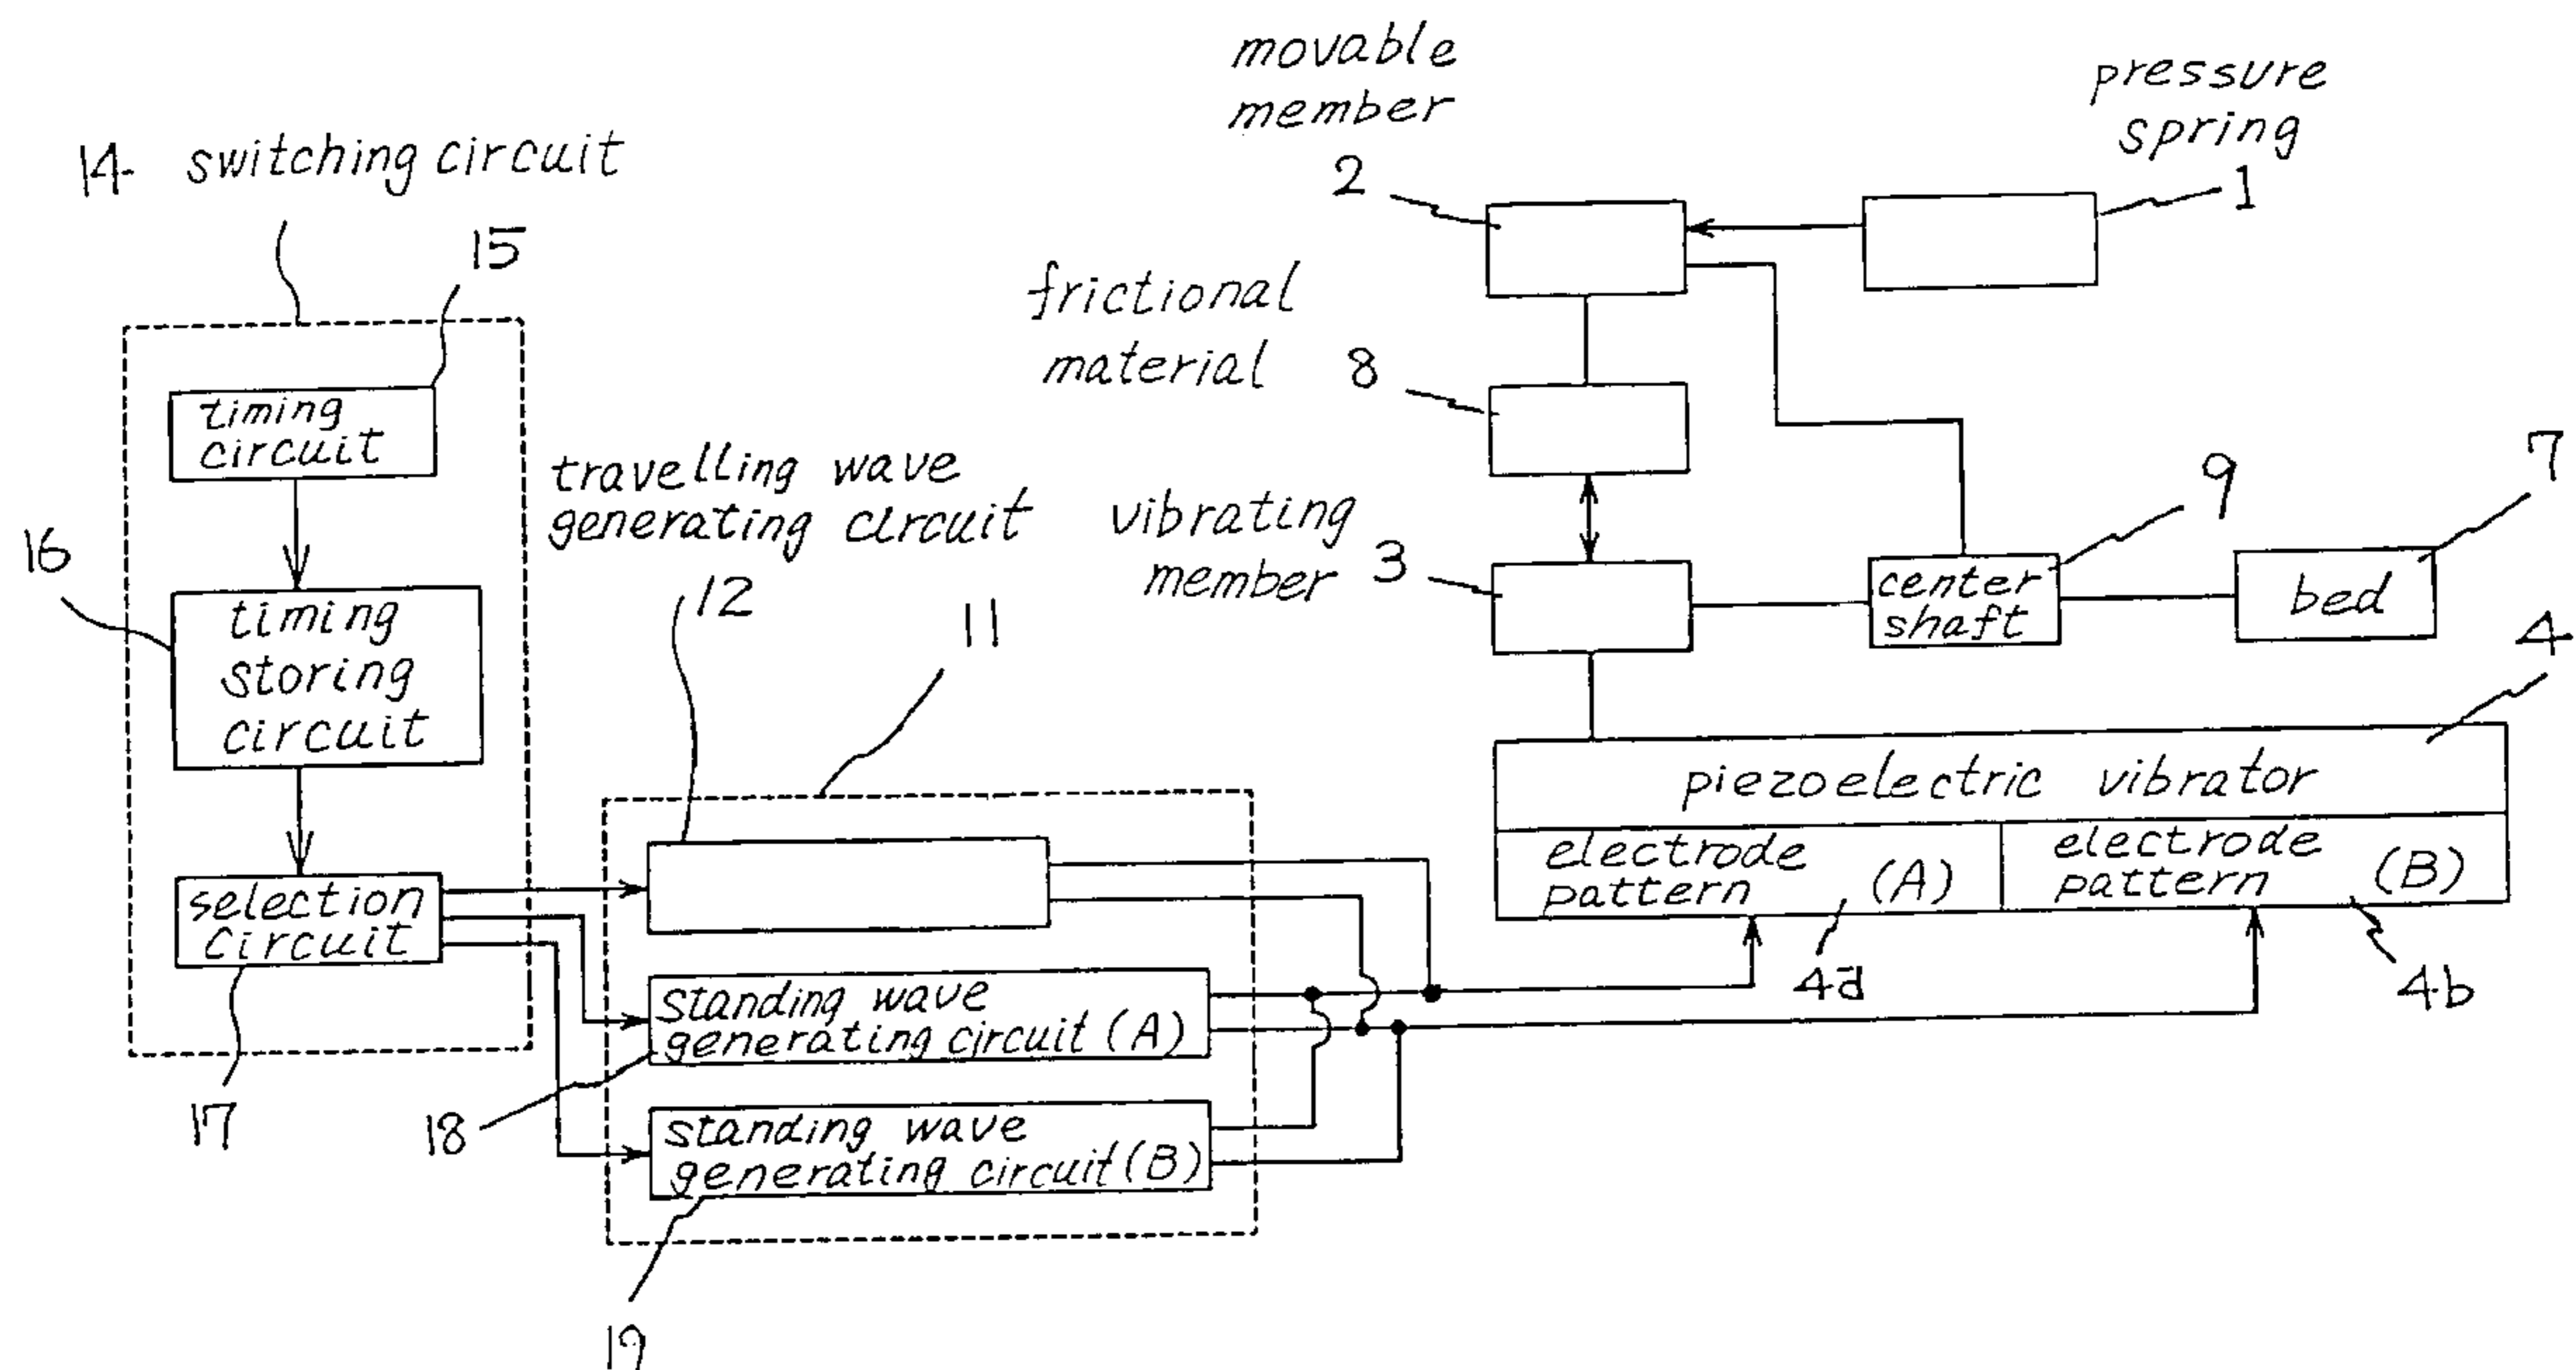 movable
member
2
pressure
spring
1
14 switching circuit
15
timing
circuit
16
timing
storing
circuit
selection
circuit
17
frictional
material
8
travelling wave
generating circuit
12
11
vibrating
member 3
9
center
shaft
7
bed
4
piezoelectric vibrator
electrode
pattern (A)
electrode
pattern (B)
4a
4b
standing wave
generating circuit (A)
18
standing wave
generating circuit (B)
19